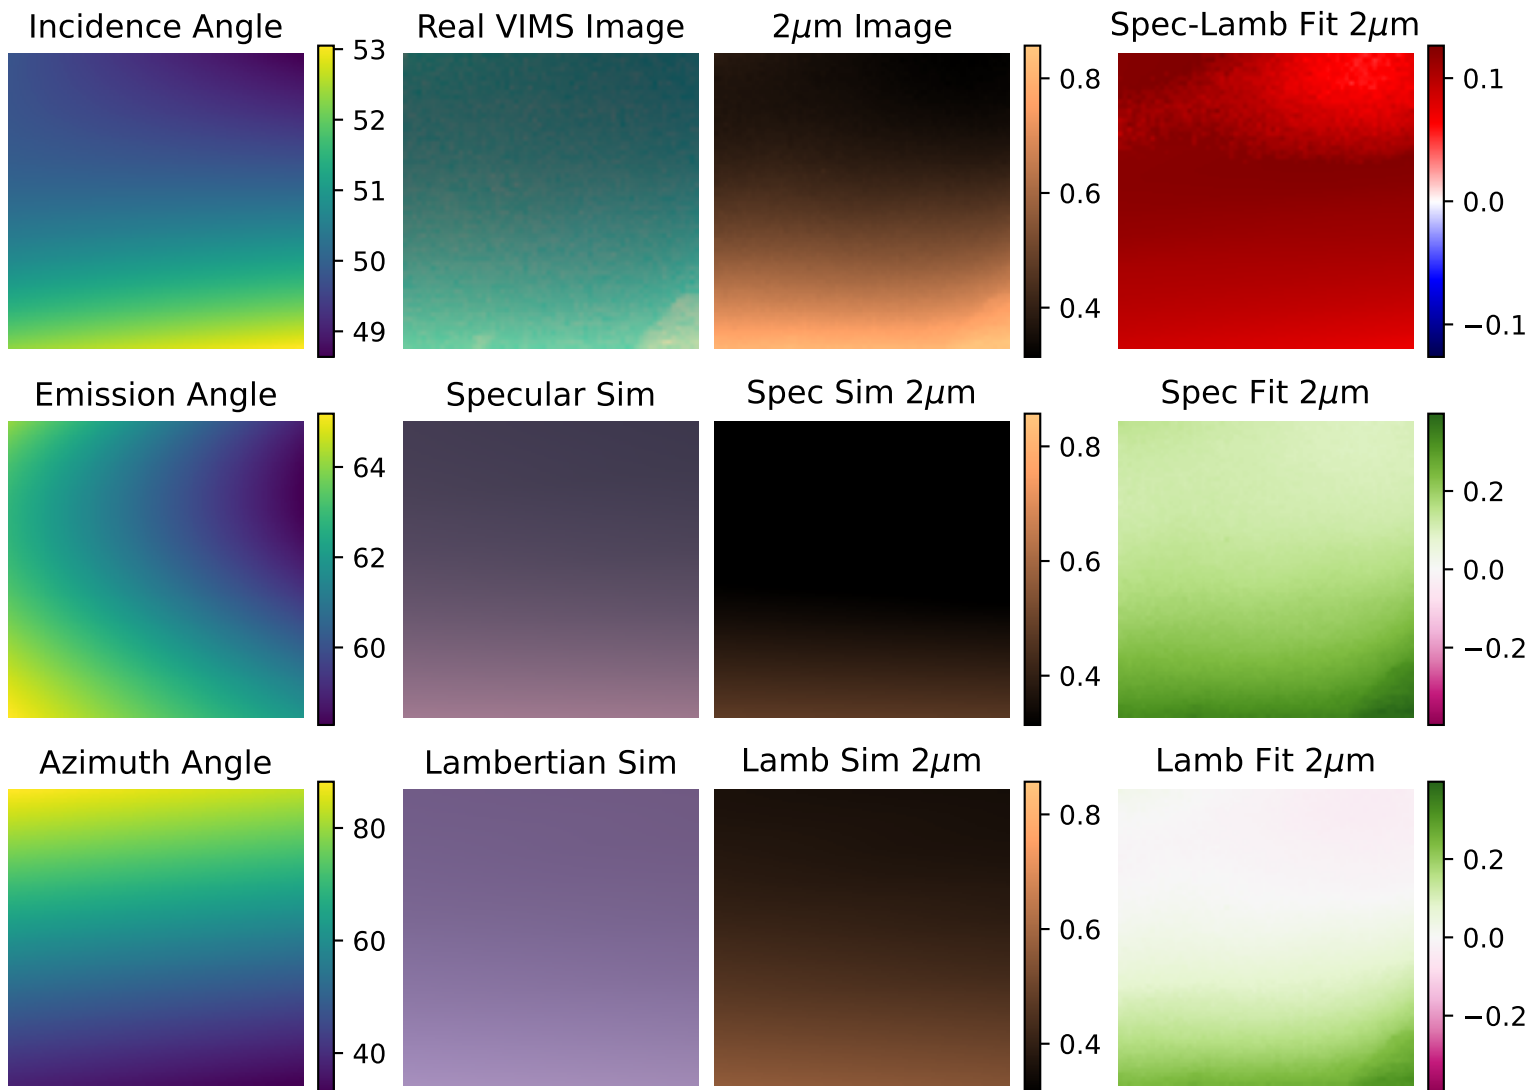 Incidence Angle
53
52
51
50
49
Real VIMS Image
2μm Image
0.8
0.6
0.4
Spec-Lamb Fit 2μm
0.1
0.0
−0.1
Emission Angle
64
62
60
Specular Sim
Spec Sim 2μm
0.8
0.6
0.4
Spec Fit 2μm
0.2
0.0
−0.2
Azimuth Angle
80
60
40
Lambertian Sim
Lamb Sim 2μm
0.8
0.6
0.4
Lamb Fit 2μm
0.2
0.0
−0.2